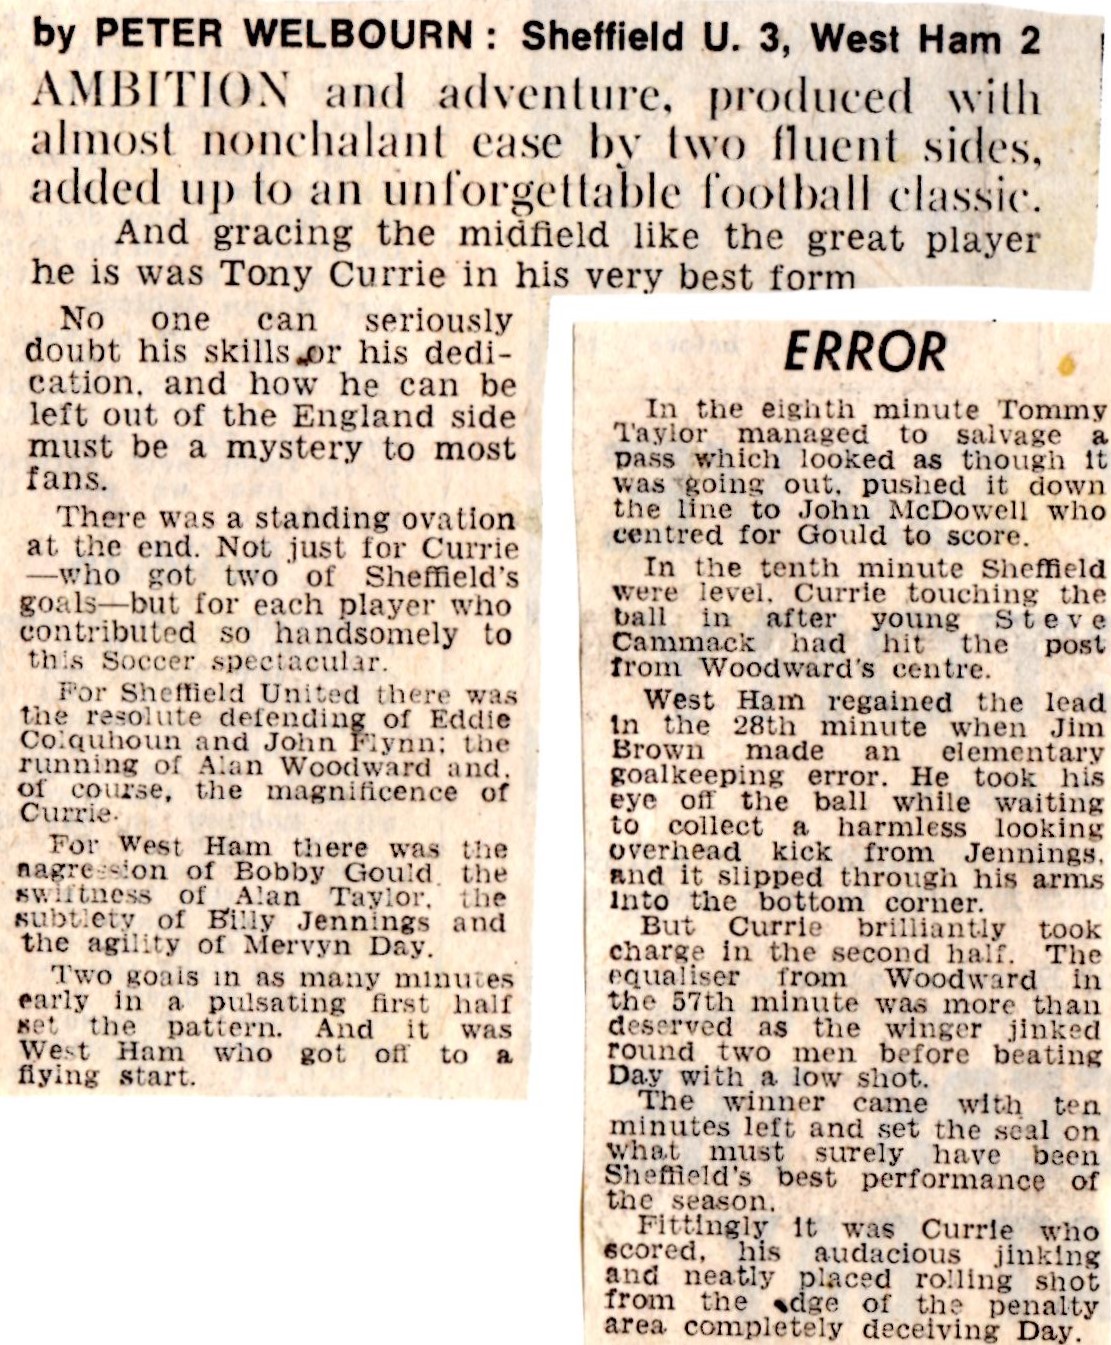 by PETER WELBOURN: Sheffield U. 3, West Ham 2
AMBITION and adventure, produced with
almost nonchalant ease by two fluent sides,
added up to an unforgettable football classic.
And gracing the midfield like the great player
he is was Tony Currie in his very best form
No one can seriously
doubt his skills or his dedi-
cation, and how he can be
left out of the England side
must be a mystery to most
fans.
There was a standing ovation
at the end. Not just for Currie
—who got two of Sheffield's
goals—but for each player who
contributed so handsomely to
this Soccer spectacular.
For Sheffield United there was
the resolute defending of Eddie
Colquhoun and John Flynn; the
running of Alan Woodward and,
of course, the magnificence of
Currie.
For West Ham there was the
aagression of Bobby Gould, the
swiftness of Alan Taylor, the
subtlety of Billy Jennings and
the agility of Mervyn Day.
Two goals in as many minutes
early in a pulsating first half
set the pattern. And it was
West Ham who got off to a
flying start.
ERROR
In the eighth minute Tommy
Taylor managed to salvage a
pass which looked as though it
was going out, pushed it down
the line to John McDowell who
centred for Gould to score.
In the tenth minute Sheffield
were level. Currie touching the
ball in after young Steve
Cammack had hit the post
from Woodward's centre.
West Ham regained the lead
in the 28th minute when Jim
Brown made an elementary
goalkeeping error. He took his
eye off the ball while waiting
to collect a harmless looking
overhead kick from Jennings,
and it slipped through his arms
into the bottom corner.
But Currie brilliantly took
charge in the second half. The
equaliser from Woodward in
the 57th minute was more than
deserved as the winger jinked
round two men before beating
Day with a low shot.
The winner came with ten
minutes left and set the seal on
what must surely have been
Sheffield's best performance of
the season.
Fittingly it was Currie who
scored, his audacious jinking
and neatly placed rolling shot
from the edge of the penalty
area completely deceiving Day.